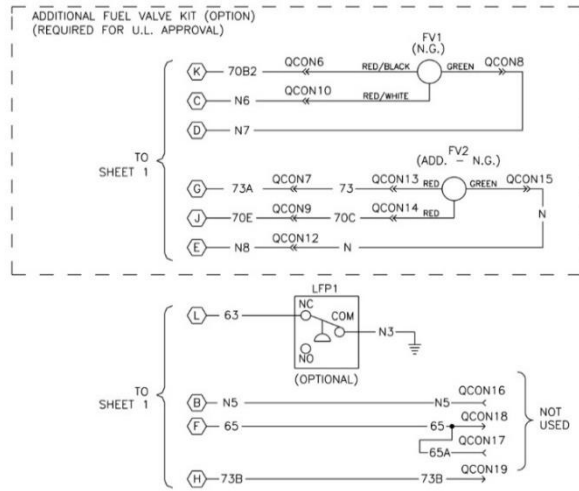 ADDITIONAL FUEL VALVE KIT (OPTION)
(REQUIRED FOR U.L. APPROVAL)
FV1
(N.G.)
K 70B2 QCON6 RED/BLACK GREEN QCON8
C N6 QCON10 RED/WHITE
D N7
TO
SHEET 1
FV2
(ADD. - N.G.)
G 73A QCON7 73 QCON13 RED GREEN QCON15
J 70E QCON9 70C QCON14 RED
N
E N8 QCON12 N
LFP1
L 63 NC COM N3
NO
(OPTIONAL)
TO
SHEET 1
B N5 N5 QCON16
F 65 65 QCON18
65A QCON17
H 73B 73B QCON19
NOT
USED